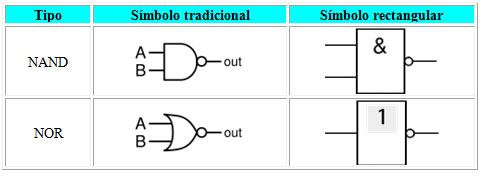 Tipo Símbolo tradicional Símbolo rectangular
NAND
A
B
out
&
NOR
A
B
out
1